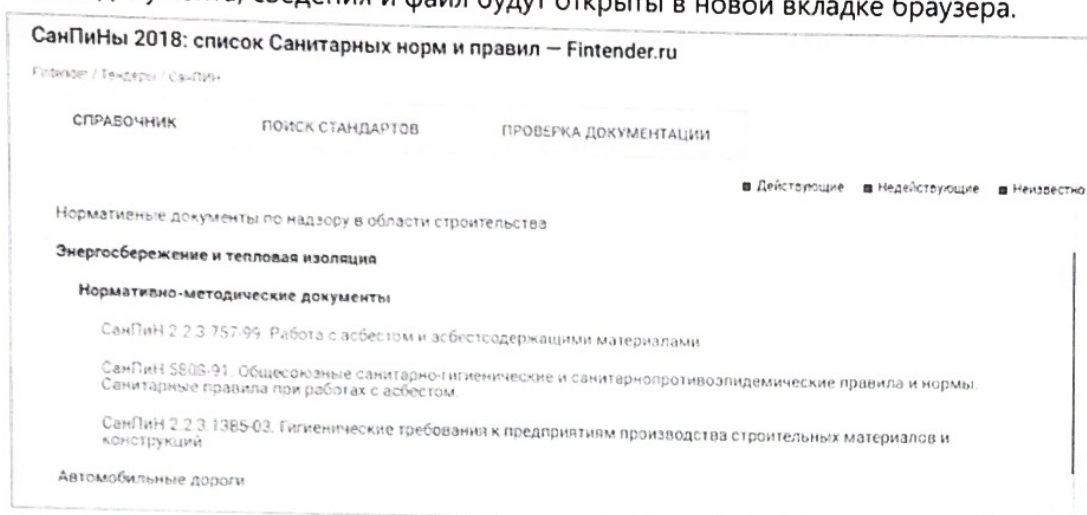 документа, сведения и файл будут открыты в новой вкладке браузера.
СанПиНы 2018: список Санитарных норм и правил — Fintender.ru
Fintender / Тендеры / СанПиН
СПРАВОЧНИК ПОИСК СТАНДАРТОВ ПРОВЕРКА ДОКУМЕНТАЦИИ
Действующие Недействующие Неизвестно
Нормативные документы по надзору в области строительства
Энергосбережение и тепловая изоляция
Нормативно-методические документы
СанПиН 2.2.3.757-99. Работа с асбестом и асбестсодержащими материалами
СанПиН 5808-91. Общесоюзные санитарно-гигиенические и санитарнопротивоэпидемические правила и нормы.
Санитарные правила при работах с асбестом.
СанПиН 2.2.3.1385-03. Гигиенические требования к предприятиям производства строительных материалов и
конструкций
Автомобильные дороги